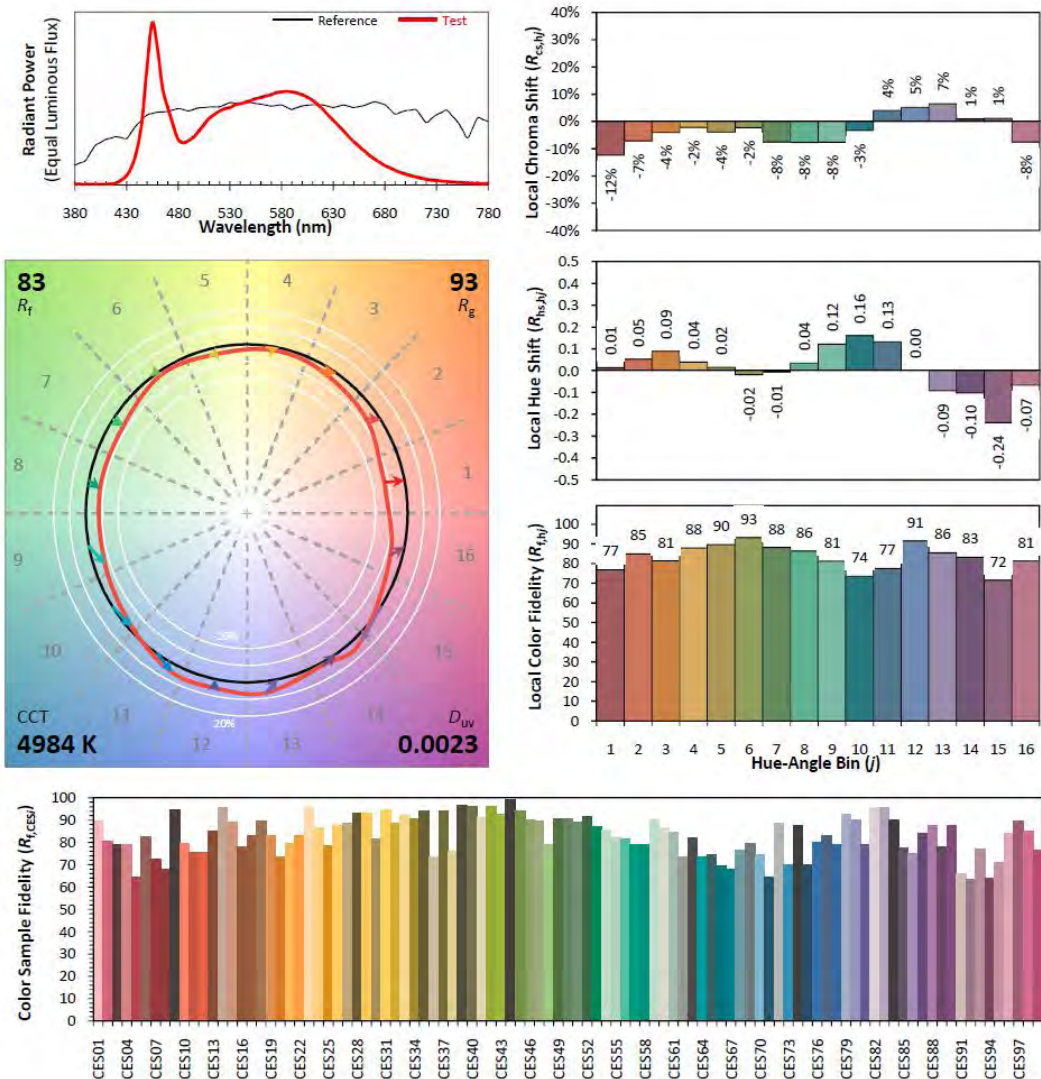 Reference
Test
Radiant Power
(Equal Luminous Flux)
380 430 480 530 580 630 680 730 780
Wavelength (nm)
Local Chroma Shift (Rcs,hj)
40%
30%
20%
10%
0%
-10%
-20%
-30%
-40%
-12% -7% -4% -2% -4% -2% -8% -8% -8% -3% 4% 5% 7% 1% 1% -8%
83
Rf
93
Rg
5 4
6 3
7 2
8 1
9 16
10 15
11 14
12 13
-20%
20%
CCT
4984 K
Duv
0.0023
Local Hue Shift (Rhs,hj)
0.5
0.4
0.3
0.2
0.1
0.0
-0.1
-0.2
-0.3
-0.4
-0.5
0.01 0.05 0.09 0.04 0.02 -0.02 -0.01 0.04 0.12 0.16 0.13 0.00 -0.09 -0.10 -0.24 -0.07
Local Color Fidelity (Rf,hj)
100
90
80
70
60
50
40
30
20
10
0
77 85 81 88 90 93 88 86 81 74 77 91 86 83 72 81
1 2 3 4 5 6 7 8 9 10 11 12 13 14 15 16
Hue-Angle Bin (j)
Color Sample Fidelity (Rf,CESi)
100
90
80
70
60
50
40
30
20
10
0
CES01 CES04 CES07 CES10 CES13 CES16 CES19 CES22 CES25 CES28 CES31 CES34 CES37 CES40 CES43 CES46 CES49 CES52 CES55 CES58 CES61 CES64 CES67 CES70 CES73 CES76 CES79 CES82 CES85 CES88 CES91 CES94 CES97